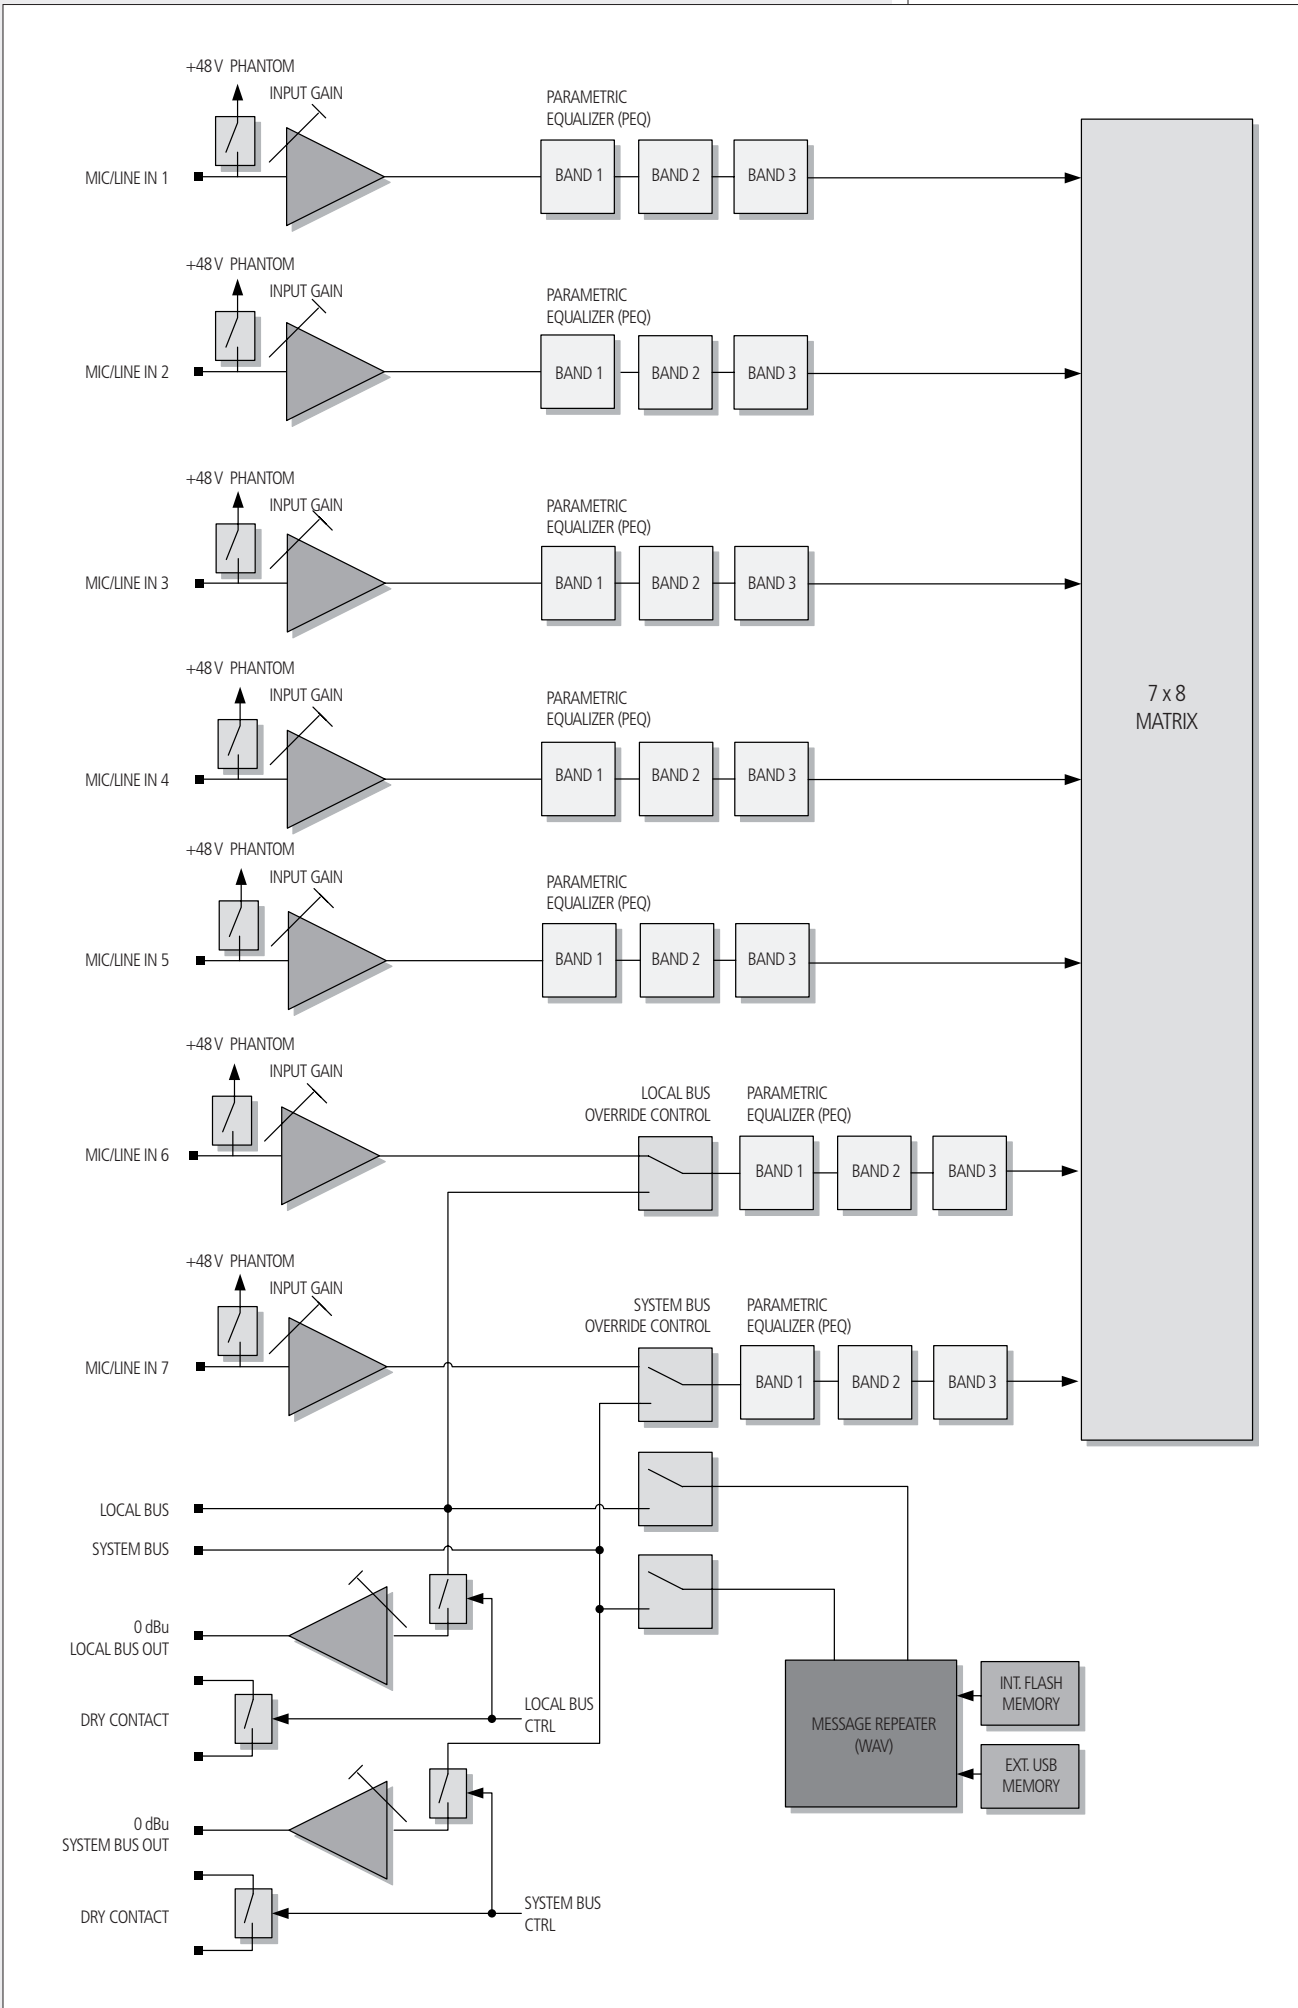 +48 V PHANTOM
INPUT GAIN
PARAMETRIC
EQUALIZER (PEQ)
MIC/LINE IN 1
BAND 1
BAND 2
BAND 3
+48 V PHANTOM
INPUT GAIN
PARAMETRIC
EQUALIZER (PEQ)
MIC/LINE IN 2
BAND 1
BAND 2
BAND 3
+48 V PHANTOM
INPUT GAIN
PARAMETRIC
EQUALIZER (PEQ)
MIC/LINE IN 3
BAND 1
BAND 2
BAND 3
+48 V PHANTOM
INPUT GAIN
PARAMETRIC
EQUALIZER (PEQ)
7 x 8
MATRIX
MIC/LINE IN 4
BAND 1
BAND 2
BAND 3
+48 V PHANTOM
INPUT GAIN
PARAMETRIC
EQUALIZER (PEQ)
MIC/LINE IN 5
BAND 1
BAND 2
BAND 3
+48 V PHANTOM
INPUT GAIN
LOCAL BUS
OVERRIDE CONTROL
PARAMETRIC
EQUALIZER (PEQ)
MIC/LINE IN 6
BAND 1
BAND 2
BAND 3
+48 V PHANTOM
INPUT GAIN
SYSTEM BUS
OVERRIDE CONTROL
PARAMETRIC
EQUALIZER (PEQ)
MIC/LINE IN 7
BAND 1
BAND 2
BAND 3
LOCAL BUS
SYSTEM BUS
0 dBu
LOCAL BUS OUT
DRY CONTACT
LOCAL BUS
CTRL
MESSAGE REPEATER
(WAV)
INT. FLASH
MEMORY
EXT. USB
MEMORY
0 dBu
SYSTEM BUS OUT
DRY CONTACT
SYSTEM BUS
CTRL